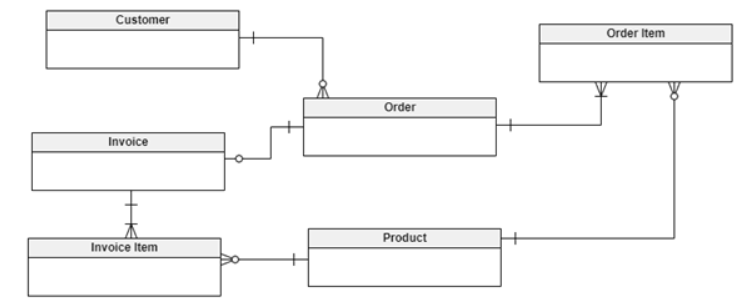 Customer
Order Item
Order
Invoice
Product
Invoice Item